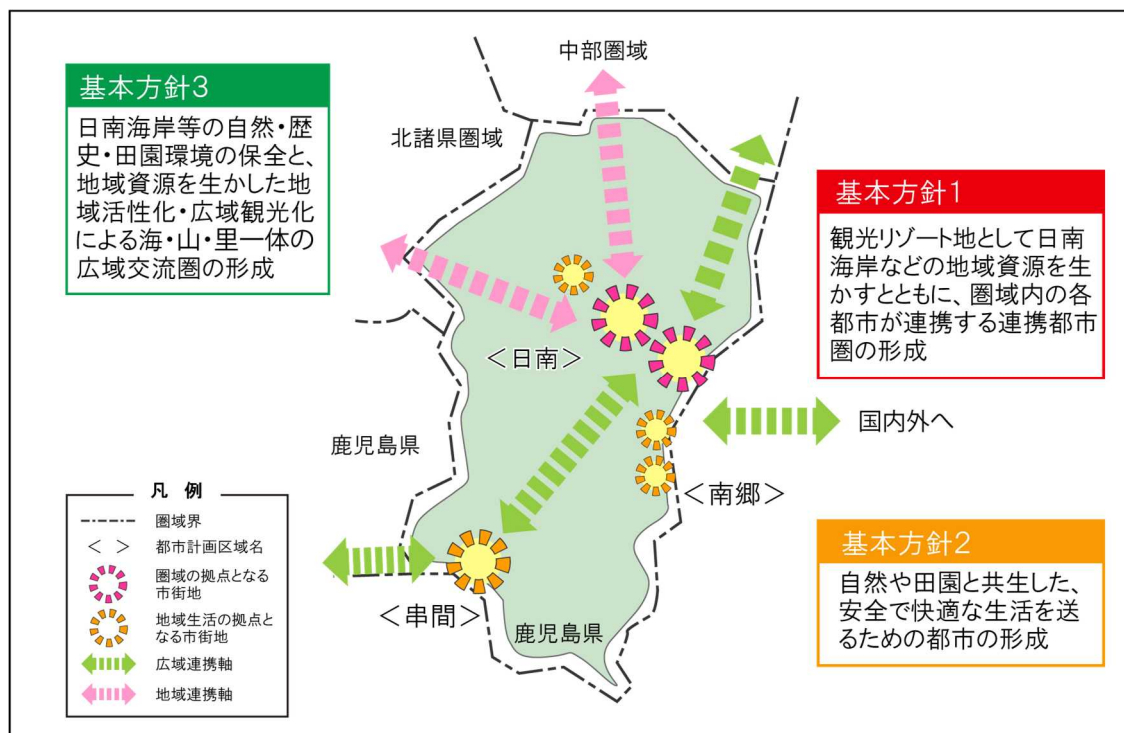 中部圏域
基本方針3
日南海岸等の自然・歴
史・田園環境の保全と、
地域資源を生かした地
域活性化・広域観光化
による海・山・里一体の
広域交流圏の形成
北諸県圏域
基本方針1
観光リゾート地として日南
海岸などの地域資源を生
かすとともに、圏域内の各
都市が連携する連携都市
圏の形成
＜日南＞
国内外へ
鹿児島県
＜南郷＞
凡 例
圏域界
＜ ＞ 都市計画区域名
圏域の拠点となる
市街地
地域生活の拠点と
なる市街地
広域連携軸
地域連携軸
基本方針2
自然や田園と共生した、
安全で快適な生活を送
るための都市の形成
＜串間＞
鹿児島県